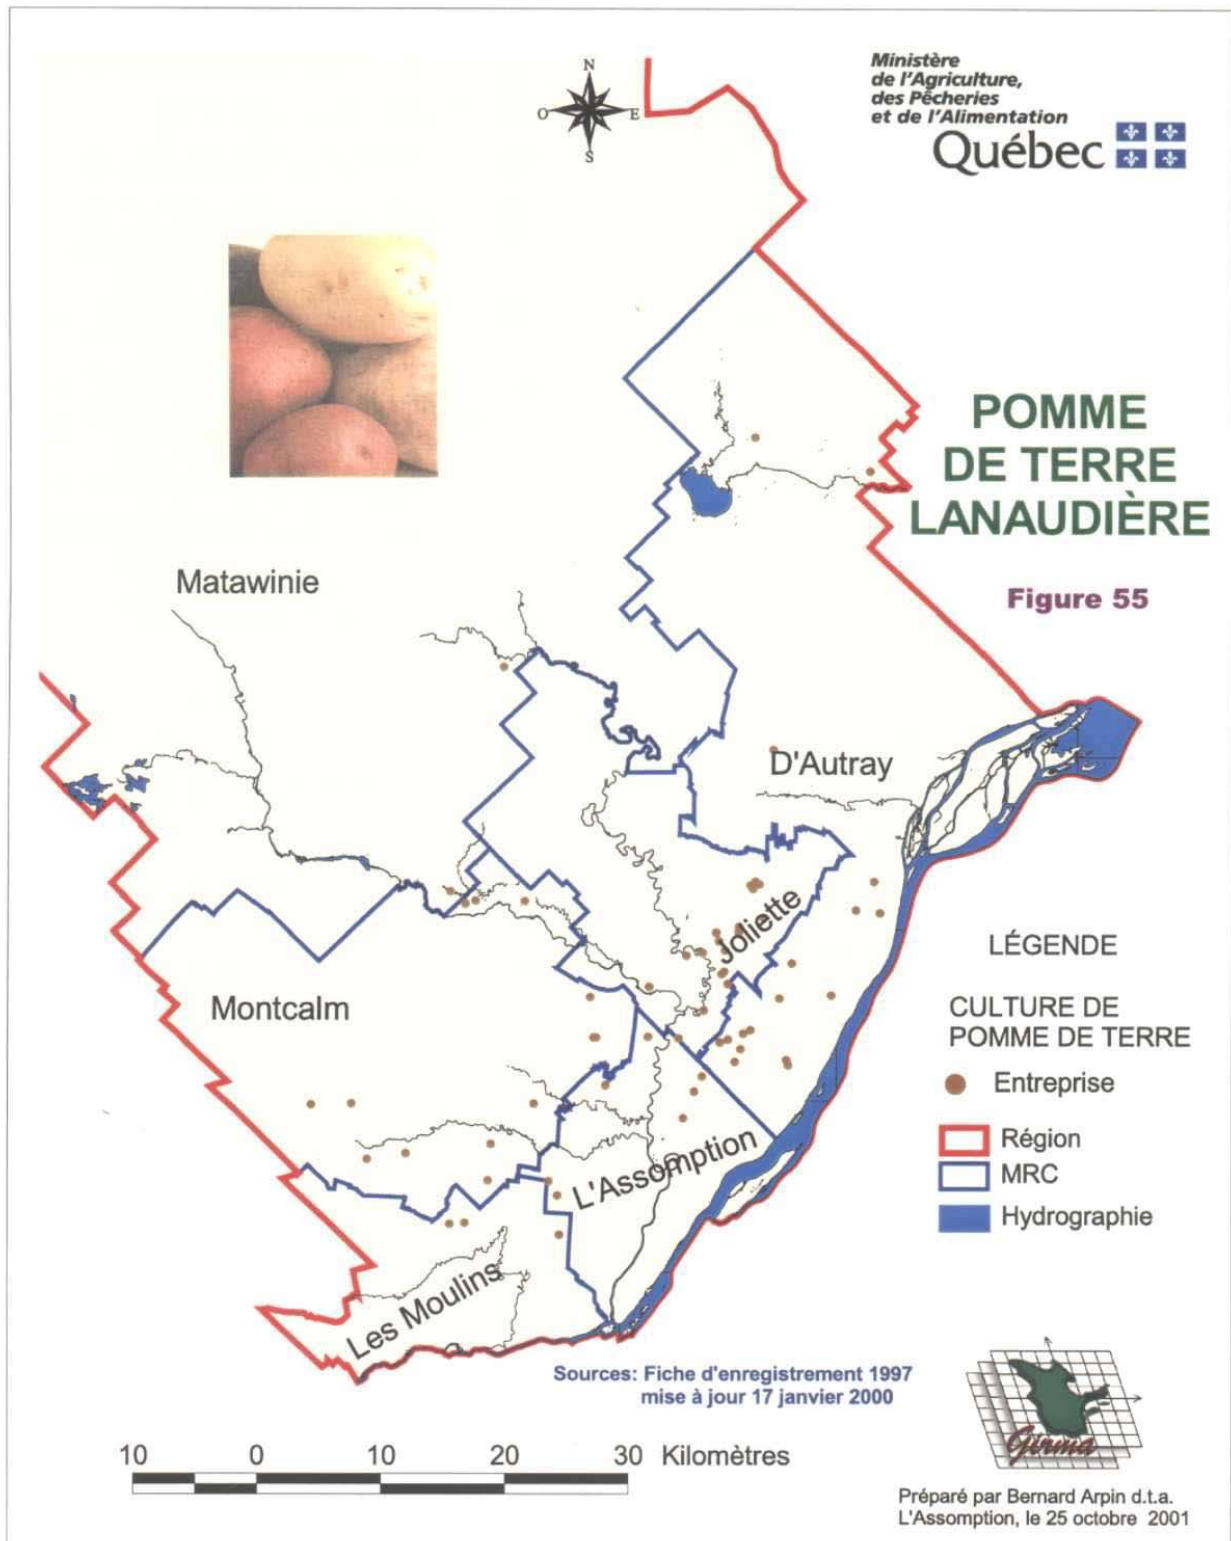 Ministère
de l'Agriculture,
des Pêcheries
et de l'Alimentation
Québec
N
O
E
S
POMME
DE TERRE
LANAUDIÈRE
Figure 55
Matawinie
D'Autray
Joliette
Montcalm
L'Assomption
Les Moulins
LÉGENDE
CULTURE DE
POMME DE TERRE
Entreprise
Région
MRC
Hydrographie
Sources: Fiche d'enregistrement 1997
mise à jour 17 janvier 2000
10 0 10 20 30 Kilomètres
Girma
Préparé par Bernard Arpin d.t.a.
L'Assomption, le 25 octobre 2001